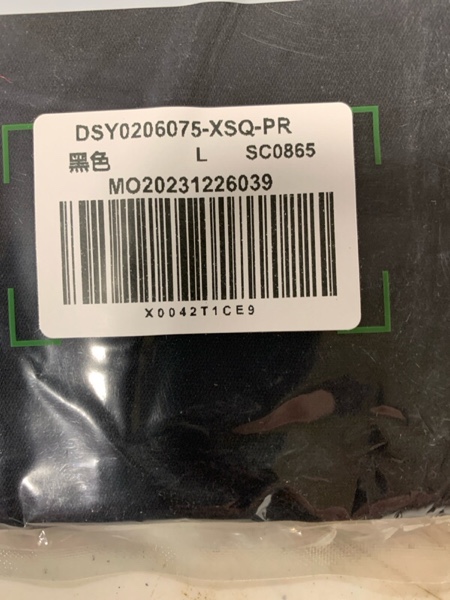 DSY0206075-XSQ-PR
黑色 L SC0865
MO20231226039
X0042T1CE9